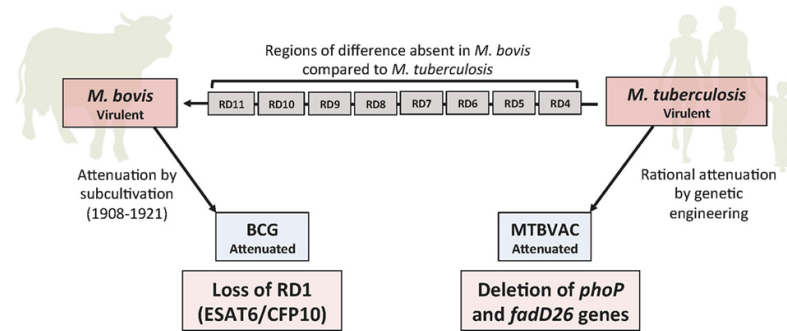 Regions of difference absent in M. bovis
compared to M. tuberculosis
M. bovis
Virulent
RD11 RD10 RD9 RD8 RD7 RD6 RD5 RD4
M. tuberculosis
Virulent
Attenuation by
subcultivation
(1908-1921)
Rational attenuation
by genetic
engineering
BCG
Attenuated
MTBVAC
Attenuated
Loss of RD1
(ESAT6/CFP10)
Deletion of phoP
and fadD26 genes